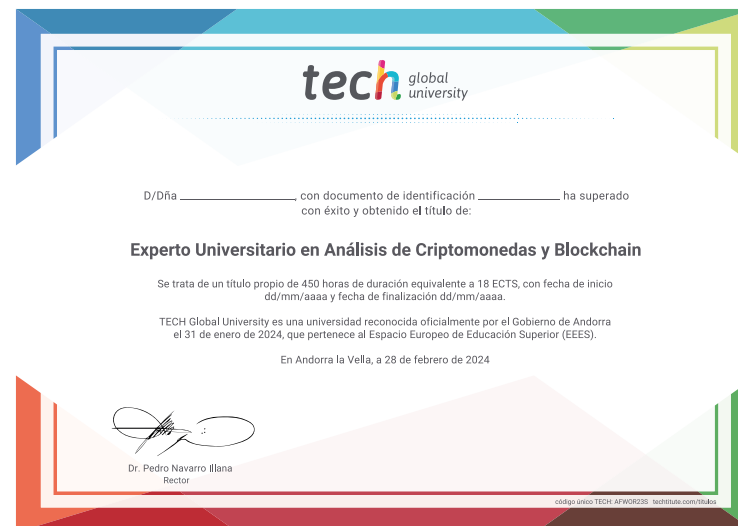 tech global university
D/Dña ____________, con documento de identificación ____________ ha superado
con éxito y obtenido el título de:
Experto Universitario en Análisis de Criptomonedas y Blockchain
Se trata de un título propio de 450 horas de duración equivalente a 18 ECTS, con fecha de inicio
dd/mm/aaaa y fecha de finalización dd/mm/aaaa.
TECH Global University es una universidad reconocida oficialmente por el Gobierno de Andorra
el 31 de enero de 2024, que pertenece al Espacio Europeo de Educación Superior (EEES).
En Andorra la Vella, a 28 de febrero de 2024
Dr. Pedro Navarro Illana
Rector
código único TECH: AFWOR23S techtitute.com/titulos